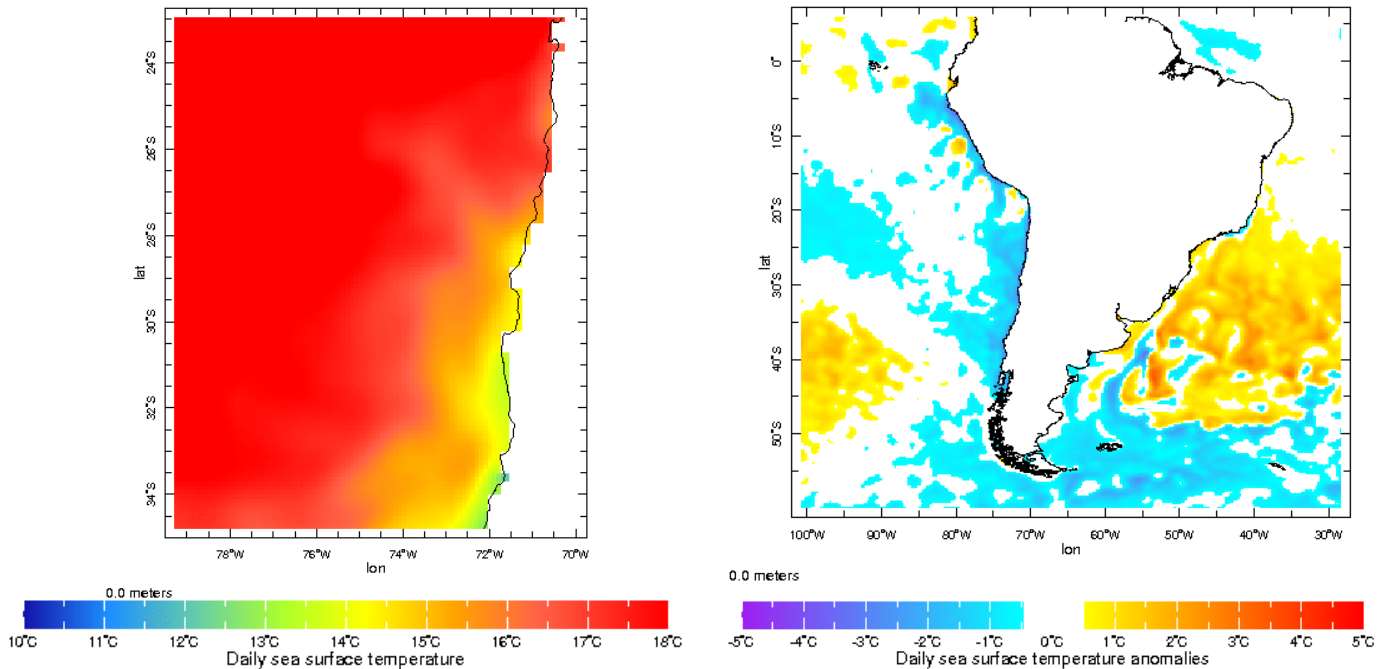 24°S
26°S
28°S
30°S
32°S
34°S
lat
78°W 76°W 74°W 72°W 70°W
lon
0.0 meters
10°C 11°C 12°C 13°C 14°C 15°C 16°C 17°C 18°C
Daily sea surface temperature
0°
10°S
20°S
30°S
40°S
50°S
lat
100°W 90°W 80°W 70°W 60°W 50°W 40°W 30°W
lon
0.0 meters
-5°C -4°C -3°C -2°C -1°C 0°C 1°C 2°C 3°C 4°C 5°C
Daily sea surface temperature anomalies